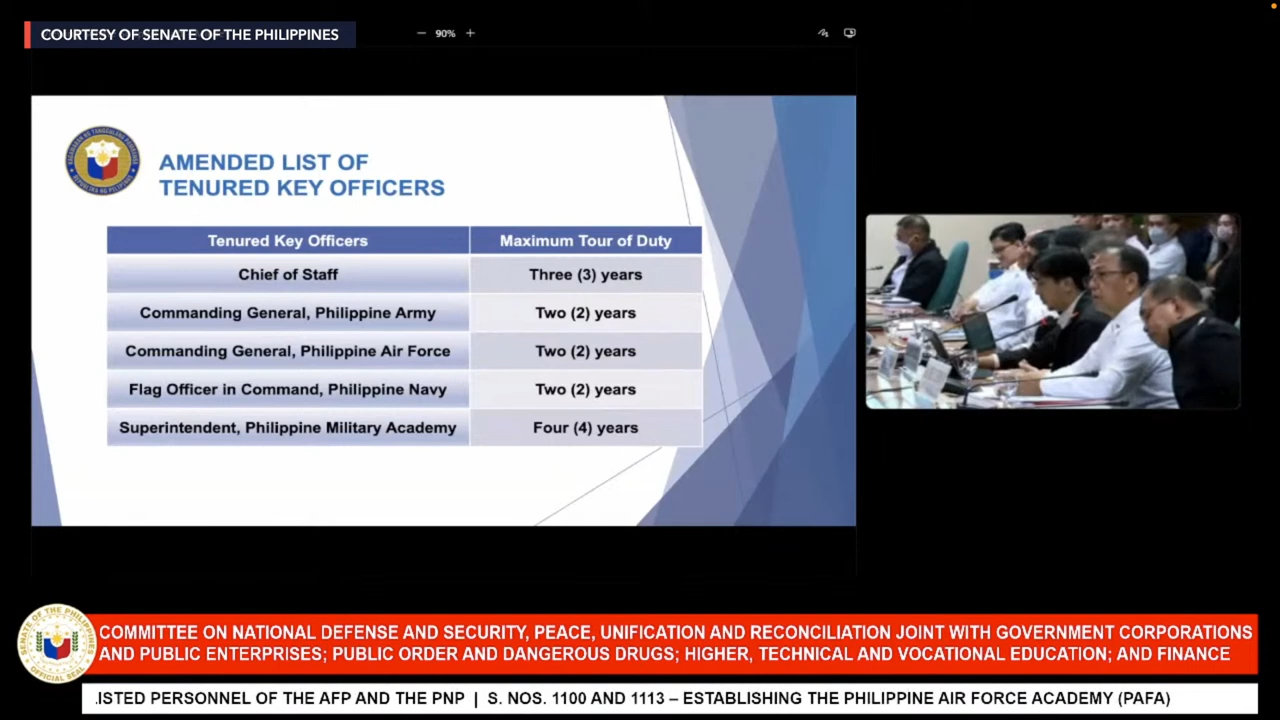 COURTESY OF SENATE OF THE PHILIPPINES
90%
AMENDED LIST OF
TENURED KEY OFFICERS
Tenured Key Officers Maximum Tour of Duty
Chief of Staff Three (3) years
Commanding General, Philippine Army Two (2) years
Commanding General, Philippine Air Force Two (2) years
Flag Officer in Command, Philippine Navy Two (2) years
Superintendent, Philippine Military Academy Four (4) years
SENATE OF THE PHILIPPINES
COMMITTEE ON NATIONAL DEFENSE AND SECURITY, PEACE, UNIFICATION AND RECONCILIATION JOINT WITH GOVERNMENT CORPORATIONS
AND PUBLIC ENTERPRISES; PUBLIC ORDER AND DANGEROUS DRUGS; HIGHER, TECHNICAL AND VOCATIONAL EDUCATION; AND FINANCE
ISTED PERSONNEL OF THE AFP AND THE PNP | S. NOS. 1100 AND 1113 – ESTABLISHING THE PHILIPPINE AIR FORCE ACADEMY (PAFA)